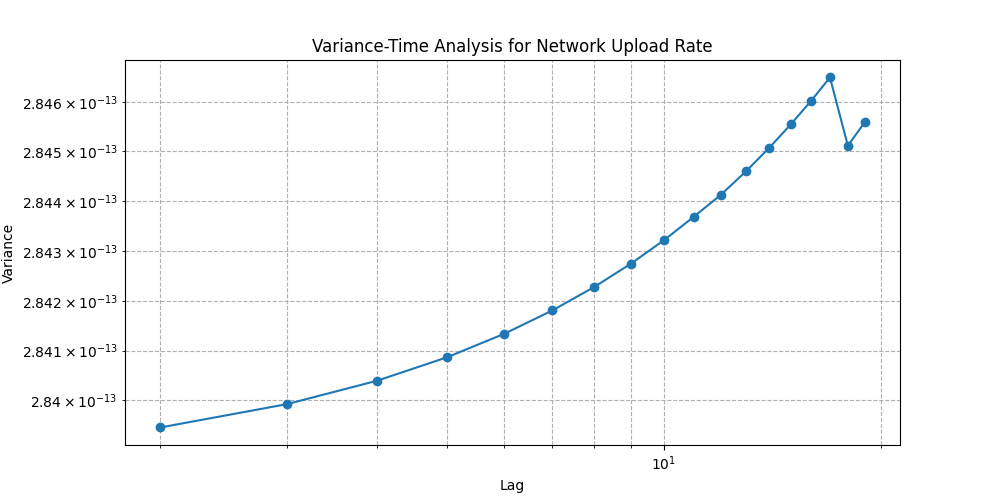 Variance-Time Analysis for Network Upload Rate
2.846 × 10⁻¹³
2.845 × 10⁻¹³
2.844 × 10⁻¹³
2.843 × 10⁻¹³
2.842 × 10⁻¹³
2.841 × 10⁻¹³
2.84 × 10⁻¹³
Variance
10¹
Lag